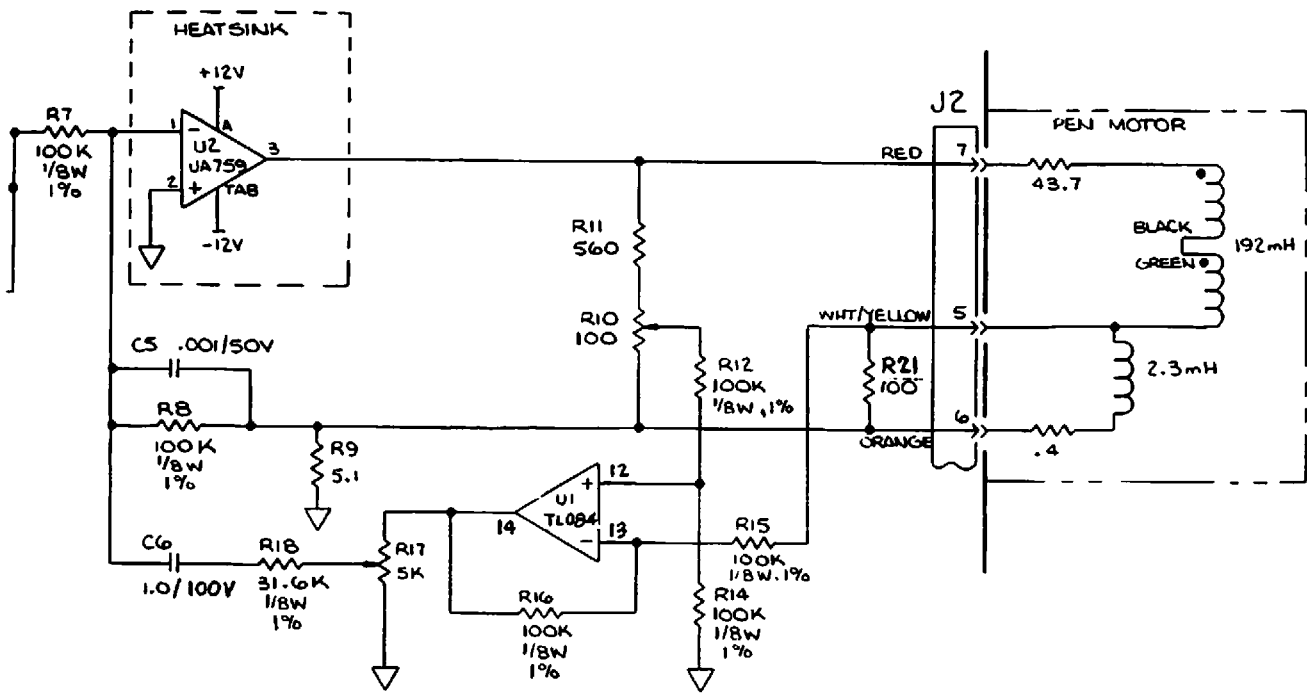 HEATSINK
+12V
R7
100K
1/8W
1%
1
-
A
U2
UA759
3
2
+
TAB
-12V
J2
PEN MOTOR
RED
7
43.7
BLACK
GREEN
192mH
R11
560
R10
100
WHT/YELLOW
5
R12
100K
1/8W, 1%
R21
100
2.3mH
C5 .001/50V
R8
100K
1/8W
1%
R9
5.1
ORANGE
6
.4
12
+
U1
TL084
14
13
-
R15
100K
1/8W. 1%
C6
1.0/100V
R18
31.6K
1/8W
1%
R17
5K
R16
100K
1/8W
1%
R14
100K
1/8W
1%